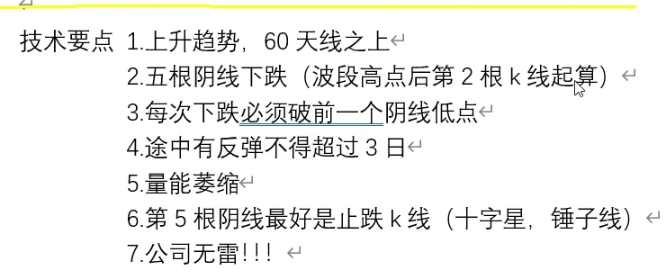 技术要点 1.上升趋势，60 天线之上
2.五根阴线下跌（波段高点后第 2 根 k 线起算）
3.每次下跌必须破前一个阴线低点
4.途中有反弹不得超过 3 日
5.量能萎缩
6.第 5 根阴线最好是止跌 k 线（十字星，锤子线）
7.公司无雷!!!